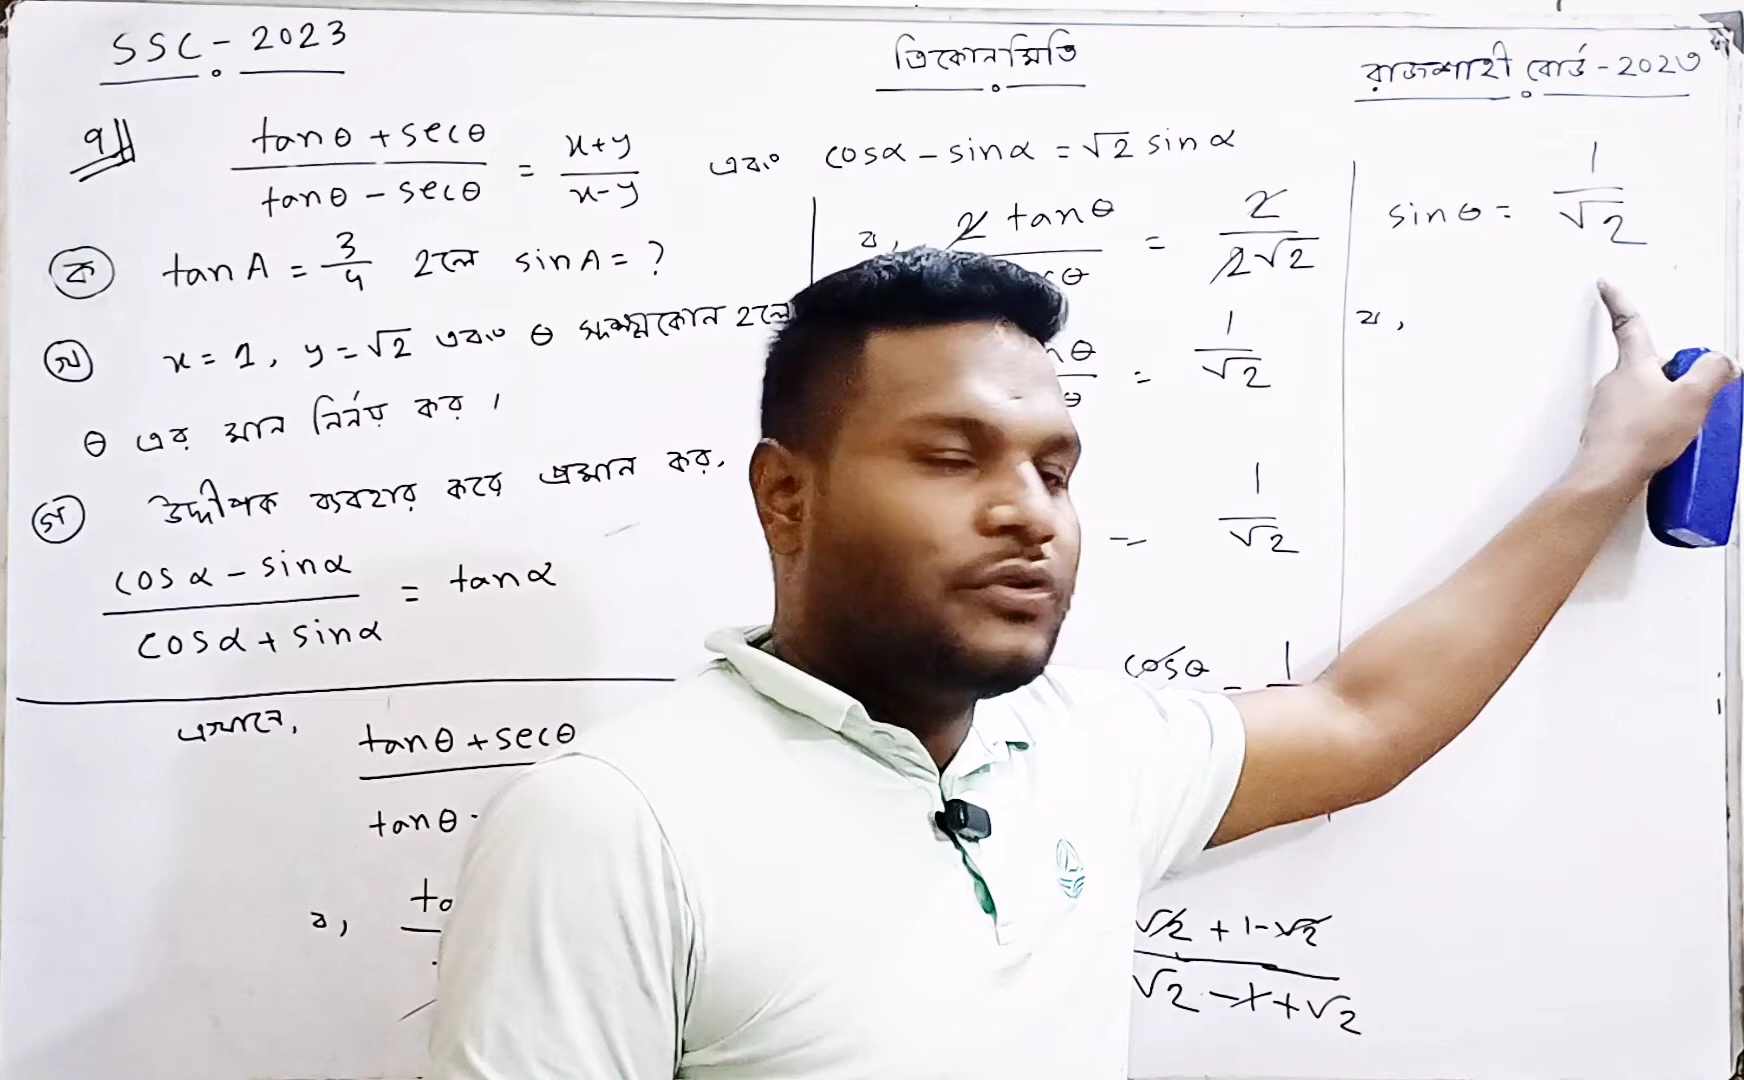 SSC - 2023
ত্রিকোনমিতি
রাজশাহী বোর্ড - 2023
৭॥ (tanθ + secθ)/(tanθ - secθ) = (x+y)/(x-y) এবং cosα - sinα = √2 sinα
ক tan A = 3/4 হলে sin A = ?
খ x = 1, y = √2 এবং θ সূক্ষ্মকোন হলে
θ এর মান নির্নয় কর ।
গ উদ্দীপক ব্যবহার করে প্রমান কর,
(cosα - sinα)/(cosα + sinα) = tanα
এখানে,
tanθ + secθ
tanθ
বা,
বা, 2 tanθ = 2/(2√2)
θ = 1/√2
= 1/√2
cosθ = 1
√2 + 1 - √2
√2 - 1 + √2
sinθ = 1/√2
বা,